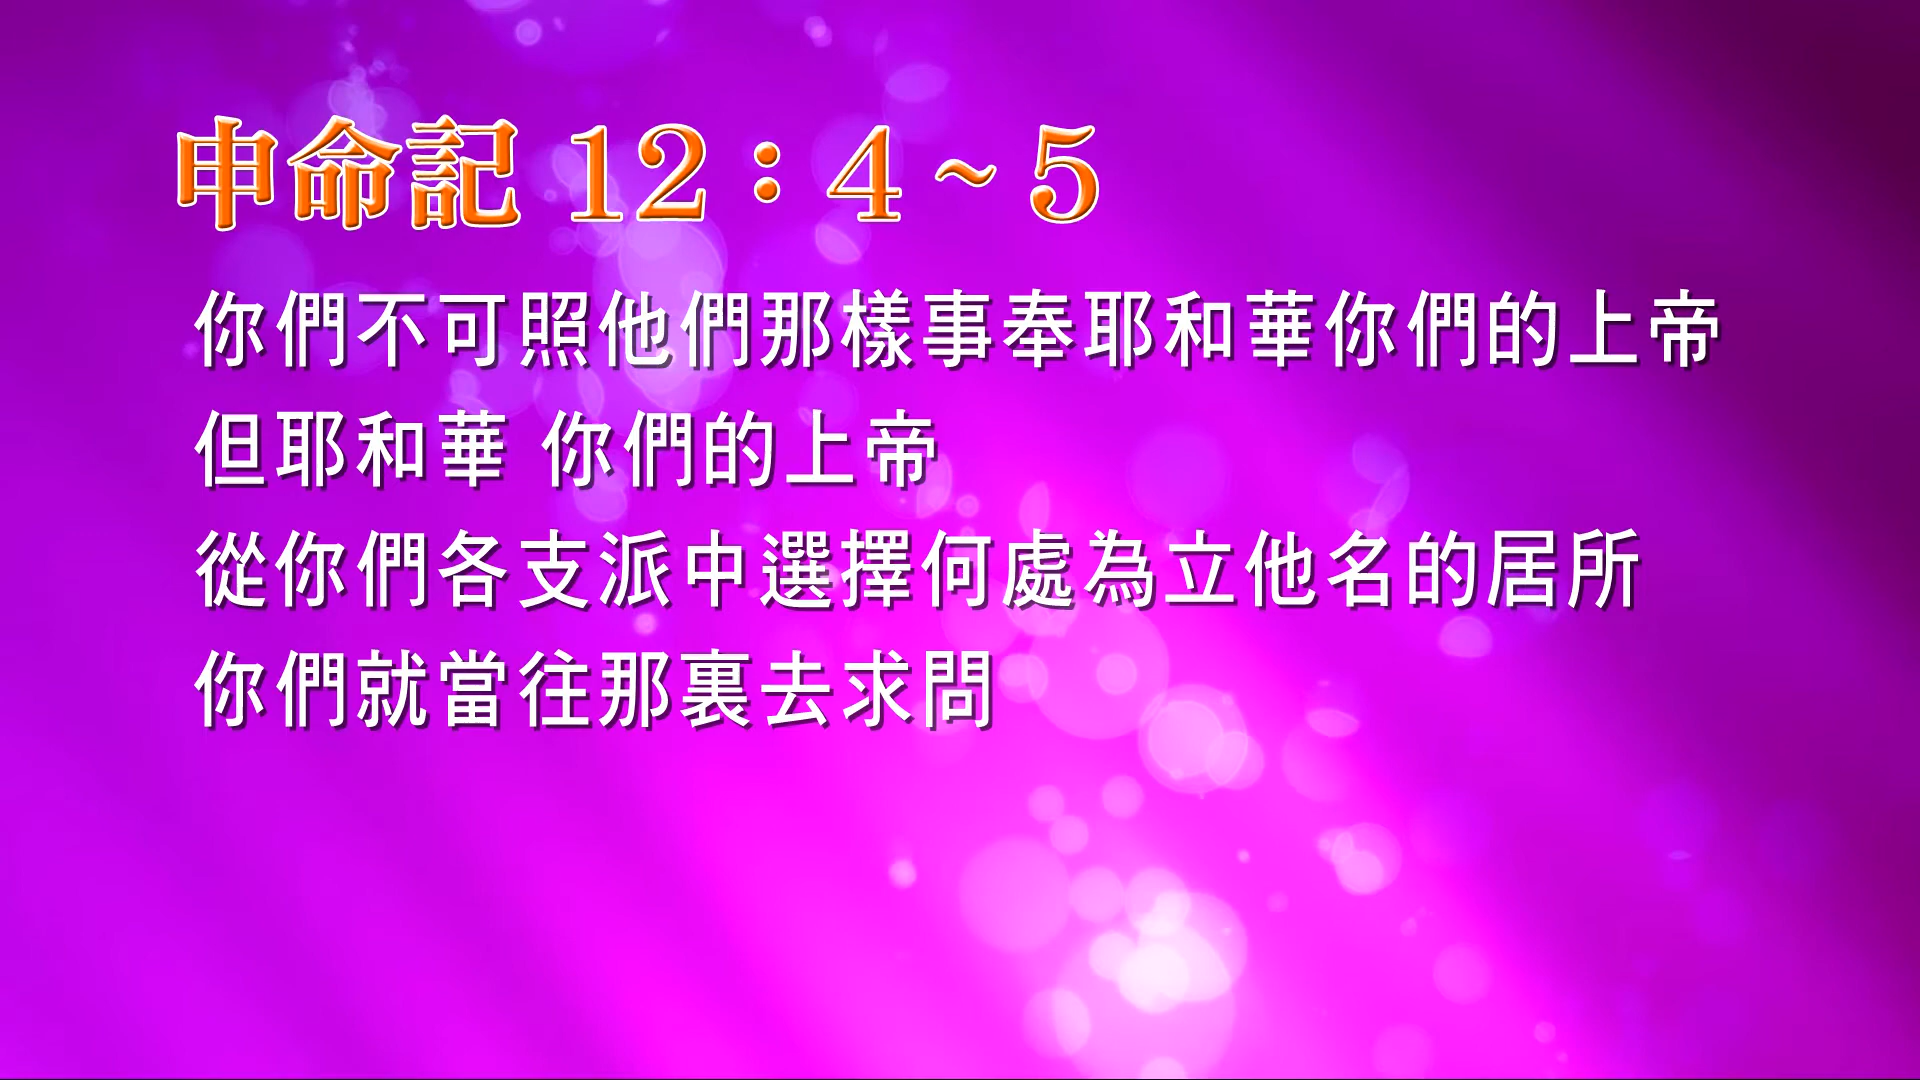 申命記 12：4~5
你們不可照他們那樣事奉耶和華你們的上帝
但耶和華 你們的上帝
從你們各支派中選擇何處為立他名的居所
你們就當往那裏去求問